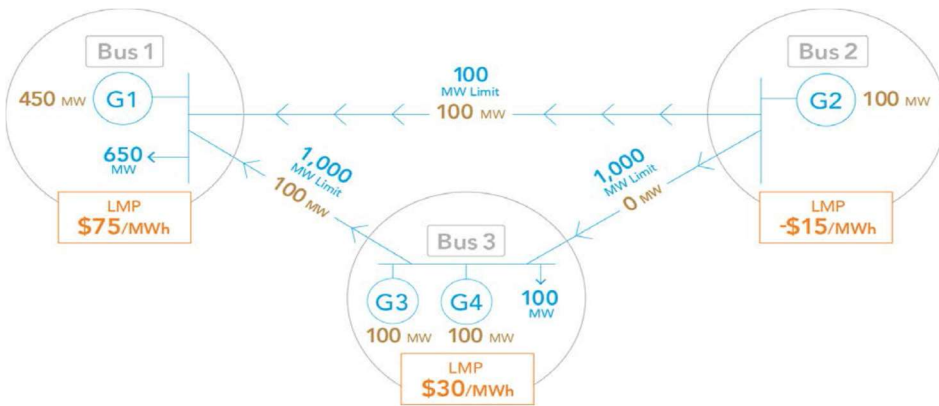 Bus 1
450 MW
G1
650
MW
LMP
$75/MWh
100
MW Limit
100 MW
Bus 2
G2
100 MW
LMP
-$15/MWh
1,000
MW Limit
100 MW
1,000
MW Limit
0 MW
Bus 3
G3
100 MW
G4
100 MW
100
MW
LMP
$30/MWh